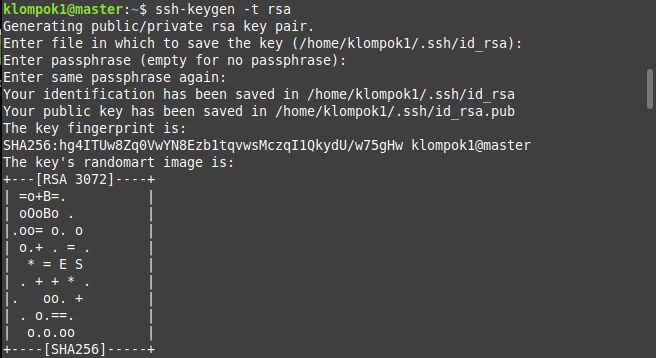 klompok1@master:~$ ssh-keygen -t rsa
Generating public/private rsa key pair.
Enter file in which to save the key (/home/klompok1/.ssh/id_rsa):
Enter passphrase (empty for no passphrase):
Enter same passphrase again:
Your identification has been saved in /home/klompok1/.ssh/id_rsa
Your public key has been saved in /home/klompok1/.ssh/id_rsa.pub
The key fingerprint is:
SHA256:hg4ITUw8Zq0VwYN8Ezb1tqvwsMczqI1QkydU/w75gHw klompok1@master
The key's randomart image is:
+---[RSA 3072]----+
| =o+B=.          |
| oOoBo .         |
|.oo= o. o        |
| o.+ . = .       |
|  * = E S        |
| . + + * .       |
|.   oo. +        |
| . o.==.         |
|  o.o.oo         |
+----[SHA256]-----+